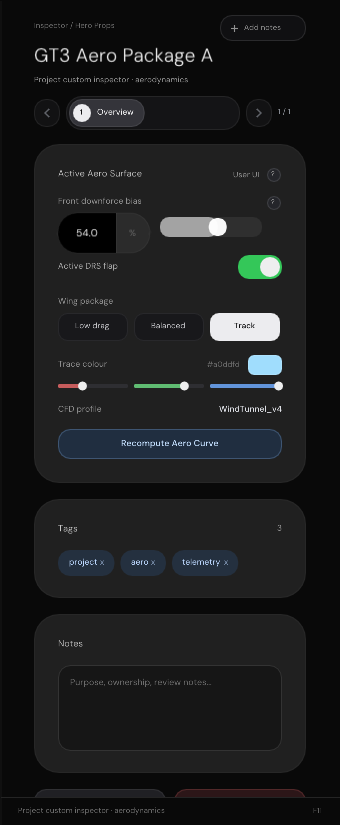 Inspector / Hero Props
+ Add notes
GT3 Aero Package A
Project custom inspector · aerodynamics
1 Overview
1 / 1
Active Aero Surface
User UI ?
Front downforce bias
?
54.0 %
Active DRS flap
Wing package
Low drag Balanced Track
Trace colour
#a0ddfd
CFD profile
WindTunnel_v4
Recompute Aero Curve
Tags
3
project x aero x telemetry x
Notes
Purpose, ownership, review notes...
Project custom inspector · aerodynamics
F11